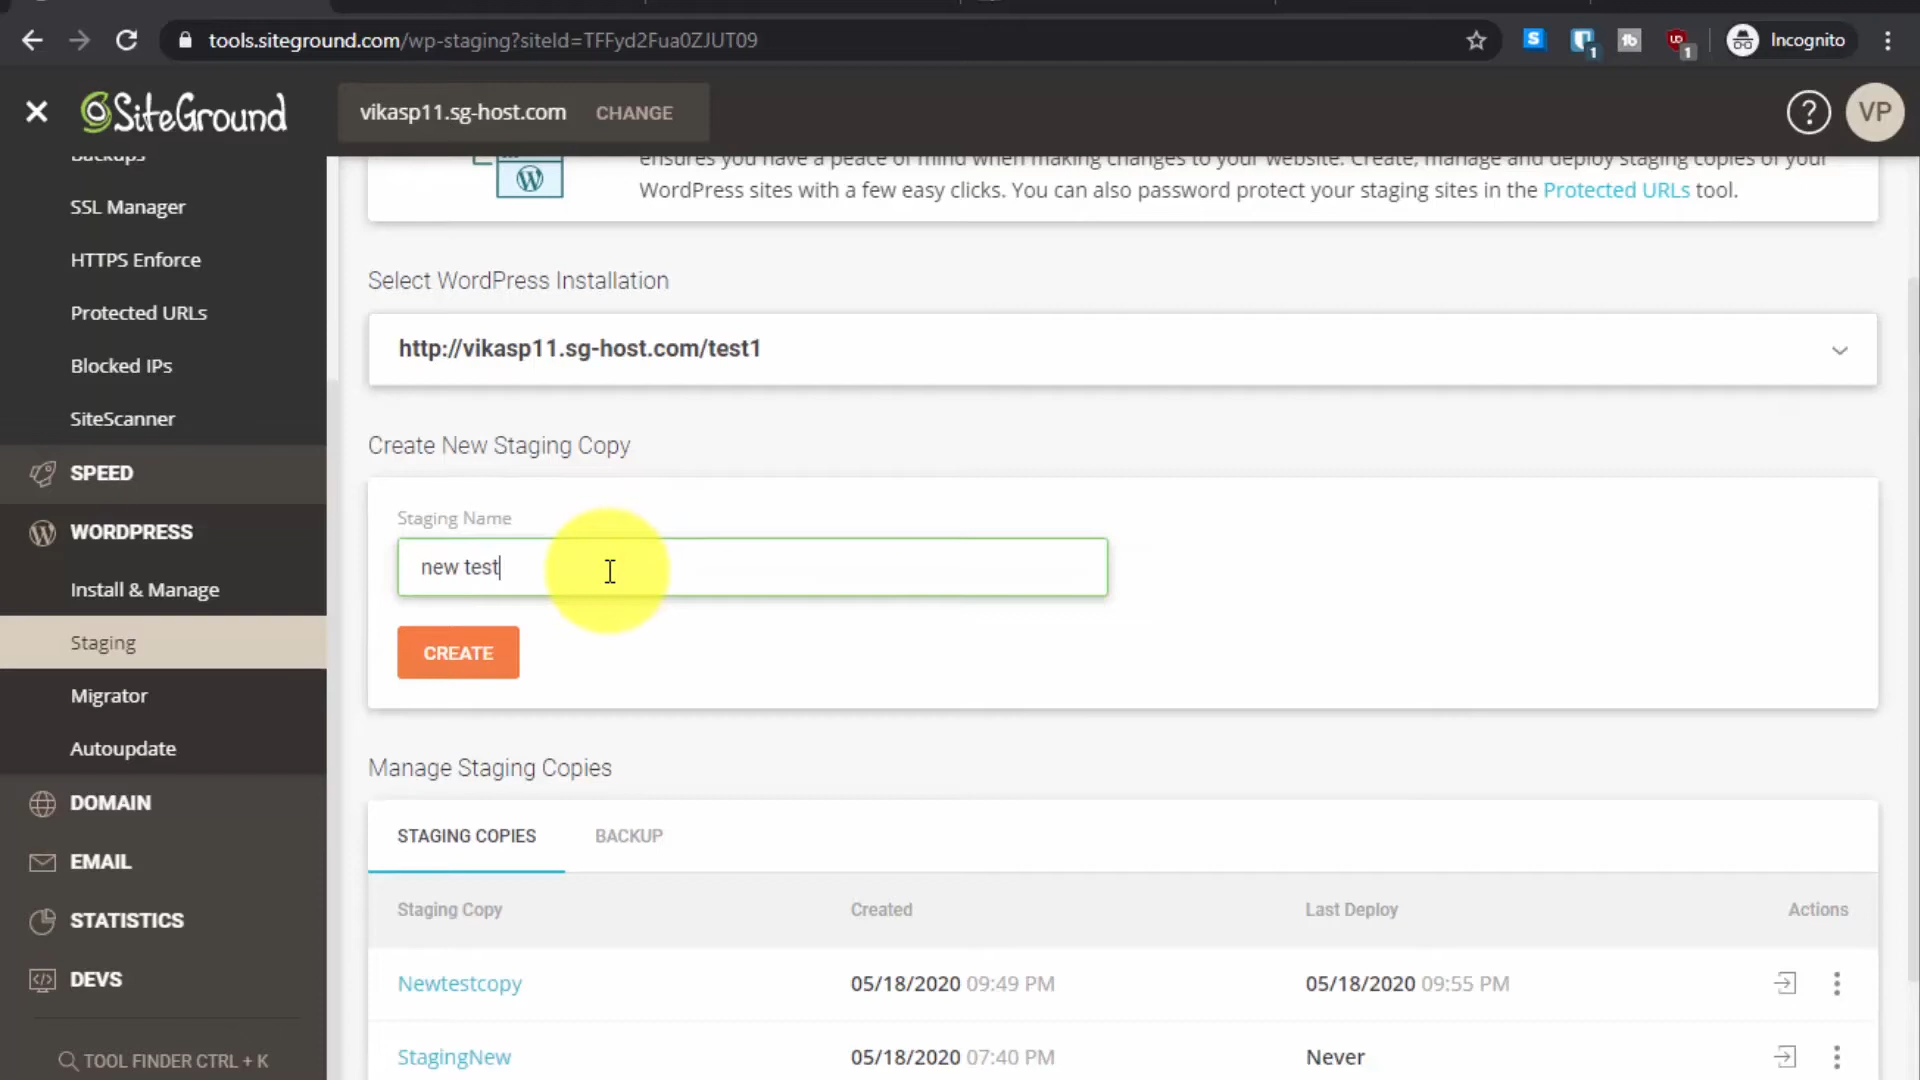 tools.siteground.com/wp-staging?siteId=TFFyd2Fua0ZJUT09
S
1
tb
1
Incognito
SiteGround
vikasp11.sg-host.com CHANGE
?
VP
Backups
SSL Manager
HTTPS Enforce
Protected URLs
Blocked IPs
SiteScanner
SPEED
WORDPRESS
Install & Manage
Staging
Migrator
Autoupdate
DOMAIN
EMAIL
STATISTICS
DEVS
TOOL FINDER CTRL + K
ensures you have a peace of mind when making changes to your website. Create, manage and deploy staging copies of your
WordPress sites with a few easy clicks. You can also password protect your staging sites in the Protected URLs tool.
Select WordPress Installation
http://vikasp11.sg-host.com/test1
Create New Staging Copy
Staging Name
new test
CREATE
Manage Staging Copies
STAGING COPIES BACKUP
Staging Copy Created Last Deploy Actions
Newtestcopy 05/18/2020 09:49 PM 05/18/2020 09:55 PM
StagingNew 05/18/2020 07:40 PM Never